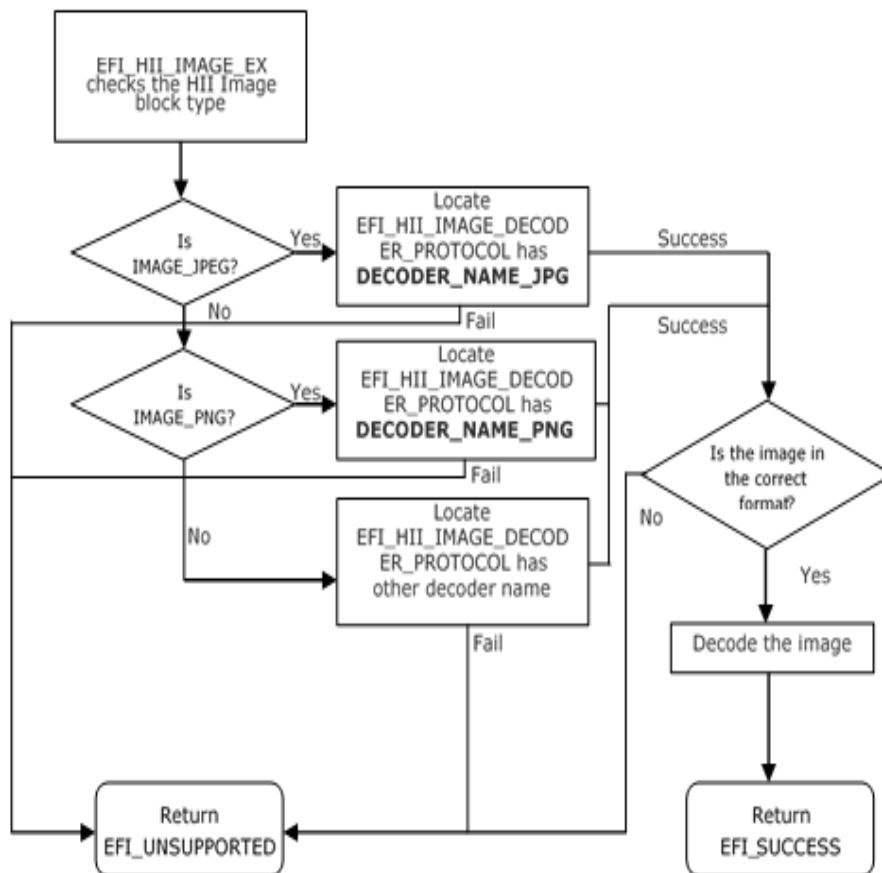 EFI_HII_IMAGE_EX
checks the HII Image
block type
Is
IMAGE_JPEG?
Yes
Locate
EFI_HII_IMAGE_DECOD
ER_PROTOCOL has
DECODER_NAME_JPG
Success
No
Fail
Success
Is
IMAGE_PNG?
Yes
Locate
EFI_HII_IMAGE_DECOD
ER_PROTOCOL has
DECODER_NAME_PNG
Fail
Is the image in
the correct
format?
No
Yes
No
Locate
EFI_HII_IMAGE_DECOD
ER_PROTOCOL has
other decoder name
Fail
Decode the image
Return
EFI_UNSUPPORTED
Return
EFI_SUCCESS